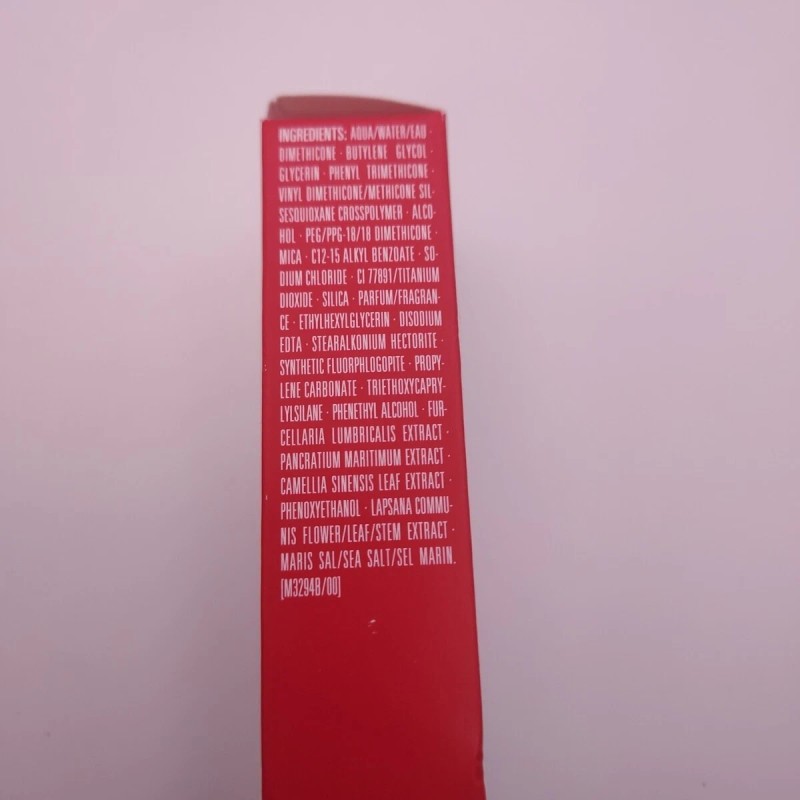 INGREDIENTS: AQUA/WATER/EAU ·
DIMETHICONE · BUTYLENE GLYCOL ·
GLYCERIN · PHENYL TRIMETHICONE ·
VINYL DIMETHICONE/METHICONE SIL-
SESQUIOXANE CROSSPOLYMER · ALCO-
HOL · PEG/PPG-18/18 DIMETHICONE ·
MICA · C12-15 ALKYL BENZOATE · SO-
DIUM CHLORIDE · CI 77891/TITANIUM
DIOXIDE · SILICA · PARFUM/FRAGRAN-
CE · ETHYLHEXYLGLYCERIN · DISODIUM
EDTA · STEARALKONIUM HECTORITE ·
SYNTHETIC FLUORPHLOGOPITE · PROPY-
LENE CARBONATE · TRIETHOXYCAPRY-
LYLSILANE · PHENETHYL ALCOHOL · FUR-
CELLARIA LUMBRICALIS EXTRACT ·
PANCRATIUM MARITIMUM EXTRACT ·
CAMELLIA SINENSIS LEAF EXTRACT ·
PHENOXYETHANOL · LAPSANA COMMU-
NIS FLOWER/LEAF/STEM EXTRACT ·
MARIS SAL/SEA SALT/SEL MARIN.
[M3294B/00]